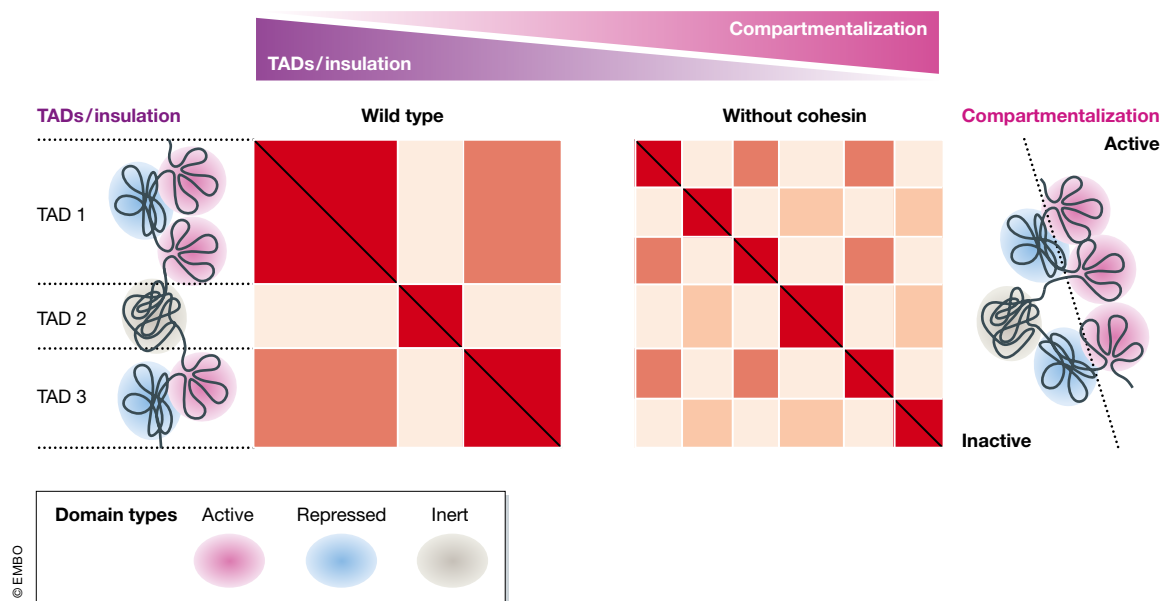 Compartmentalization
TADs/insulation
TADs/insulation
Wild type
Without cohesin
Compartmentalization
Active
TAD 1
TAD 2
TAD 3
Inactive
Domain types
Active
Repressed
Inert
© EMBO